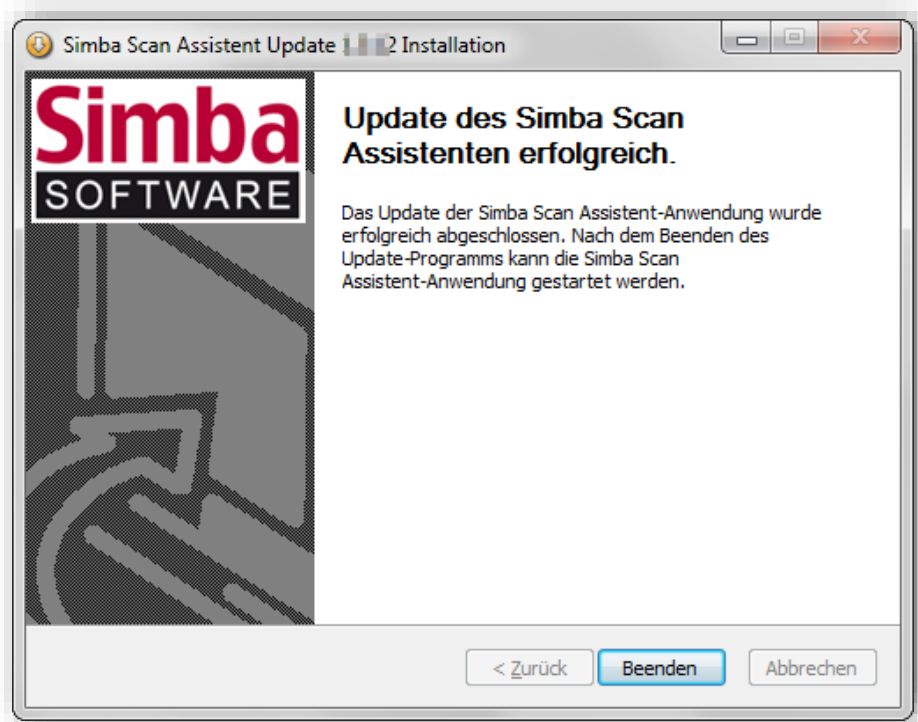 Simba Scan Assistent Update Installation
Simba
SOFTWARE
Update des Simba Scan
Assistenten erfolgreich.
Das Update der Simba Scan Assistent-Anwendung wurde
erfolgreich abgeschlossen. Nach dem Beenden des
Update-Programms kann die Simba Scan
Assistent-Anwendung gestartet werden.
< Zurück Beenden Abbrechen